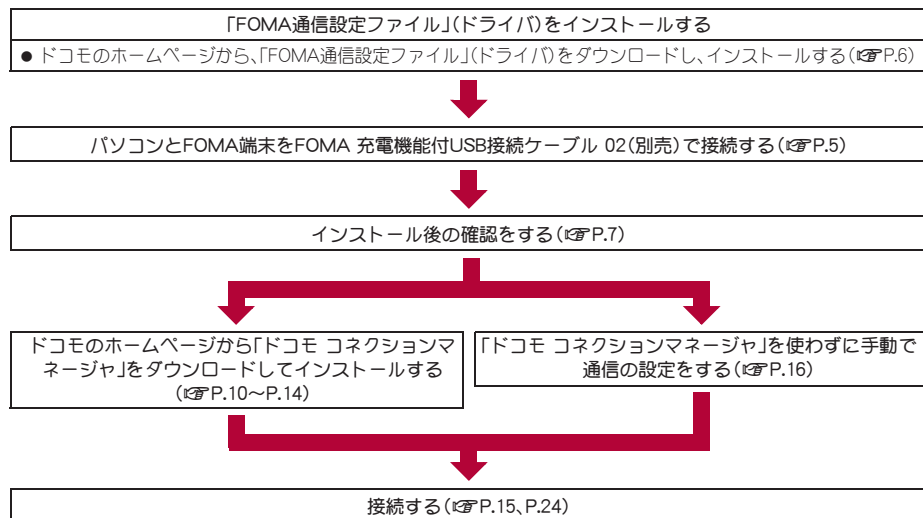 「FOMA通信設定ファイル」(ドライバ)をインストールする
● ドコモのホームページから、「FOMA通信設定ファイル」(ドライバ)をダウンロードし、インストールする(☞P.6)
パソコンとFOMA端末をFOMA 充電機能付USB接続ケーブル 02(別売)で接続する(☞P.5)
インストール後の確認をする(☞P.7)
ドコモのホームページから「ドコモ コネクションマ
ネージャ」をダウンロードしてインストールする
(☞P.10～P.14)
「ドコモ コネクションマネージャ」を使わずに手動で
通信の設定をする(☞P.16)
接続する(☞P.15、P.24)